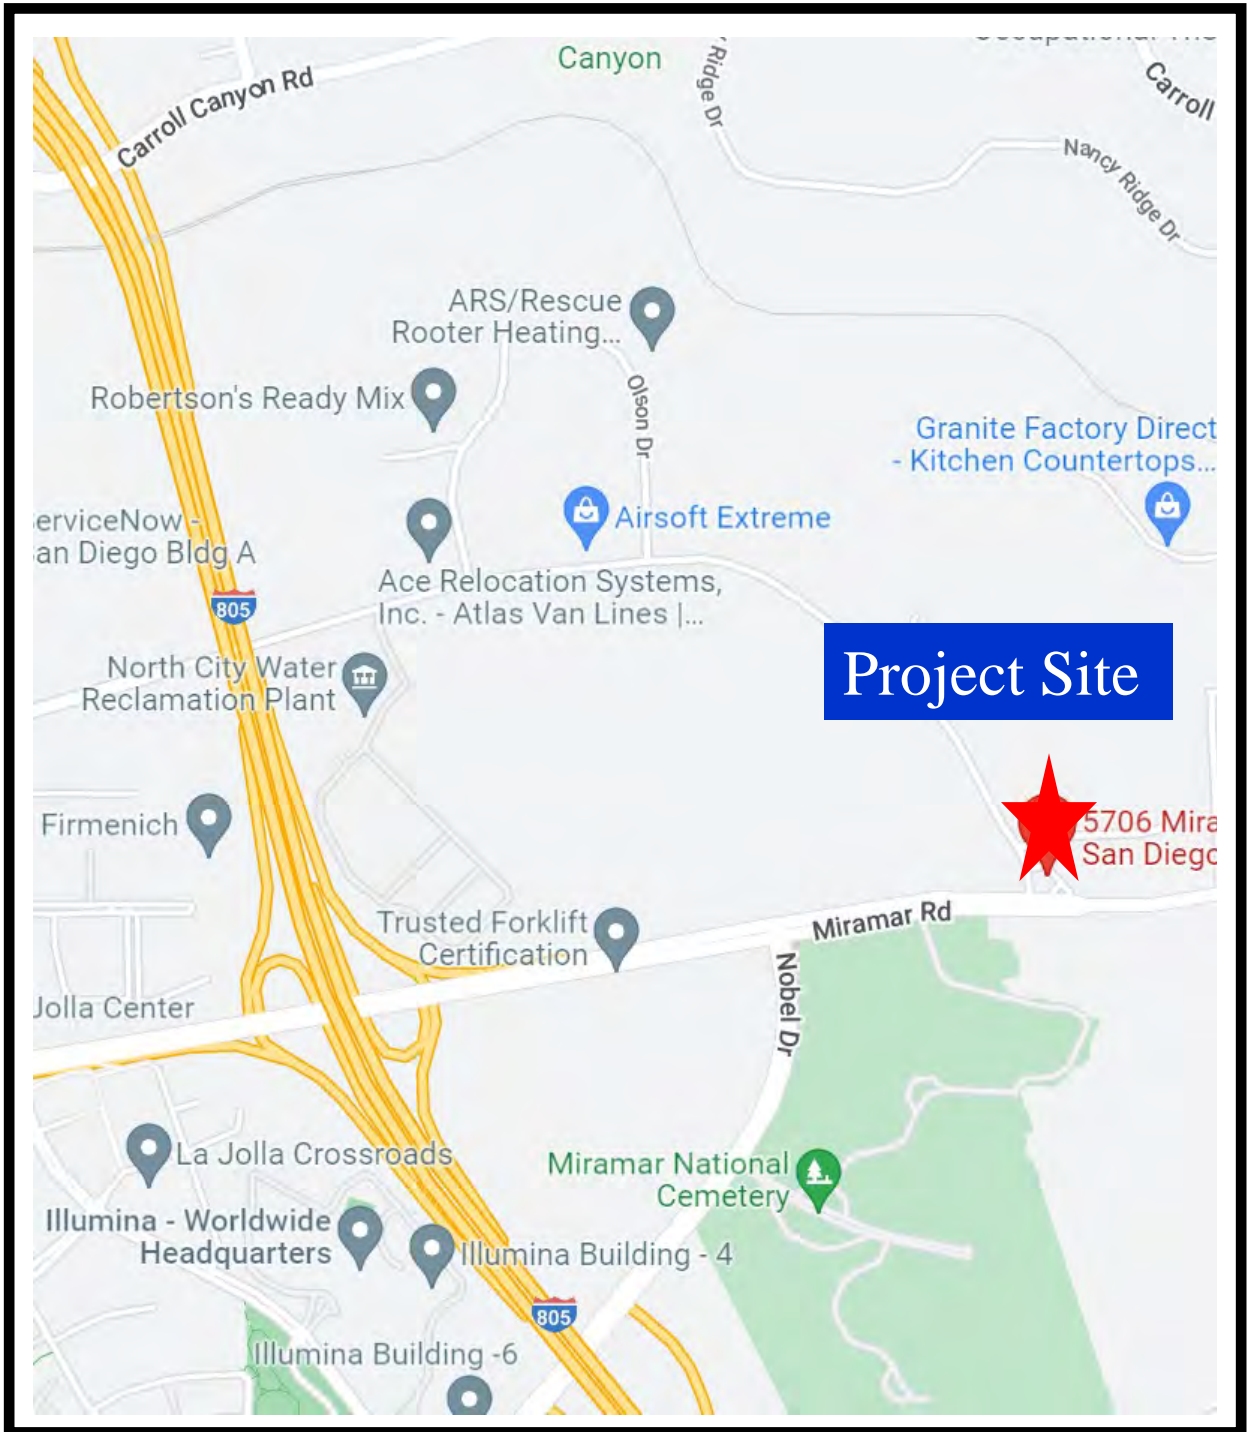 Canyon
Carroll Canyon Rd
Ridge Dr
Carroll
Nancy Ridge Dr
ARS/Rescue
Rooter Heating...
Robertson's Ready Mix
Olson Dr
Granite Factory Direct
- Kitchen Countertops...
Airsoft Extreme
erviceNow -
an Diego Bldg A
Ace Relocation Systems,
Inc. - Atlas Van Lines |...
805
North City Water
Reclamation Plant
Project Site
Firmenich
5706 Mira
San Diego
Trusted Forklift
Certification
Miramar Rd
Nobel Dr
Jolla Center
La Jolla Crossroads
Miramar National
Cemetery
Illumina - Worldwide
Headquarters
Illumina Building - 4
805
Illumina Building -6